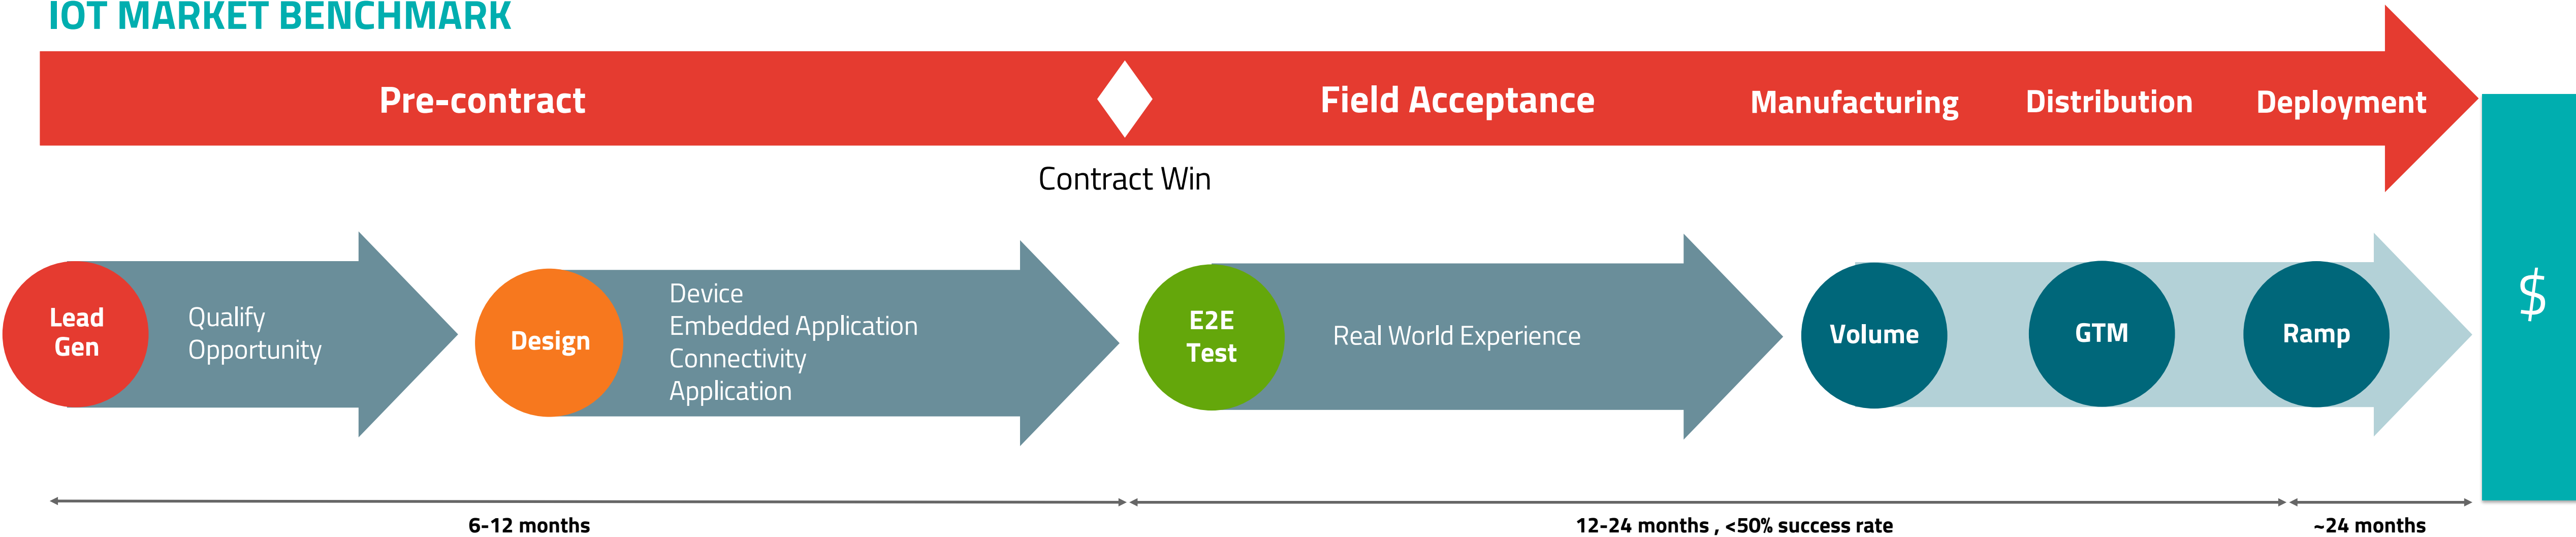 IOT MARKET BENCHMARK
Pre-contract
Field Acceptance
Manufacturing
Distribution
Deployment
Contract Win
Lead
Gen
Qualify
Opportunity
Design
Device
Embedded Application
Connectivity
Application
E2E
Test
Real World Experience
Volume
GTM
Ramp
$
6-12 months
12-24 months , <50% success rate
~24 months